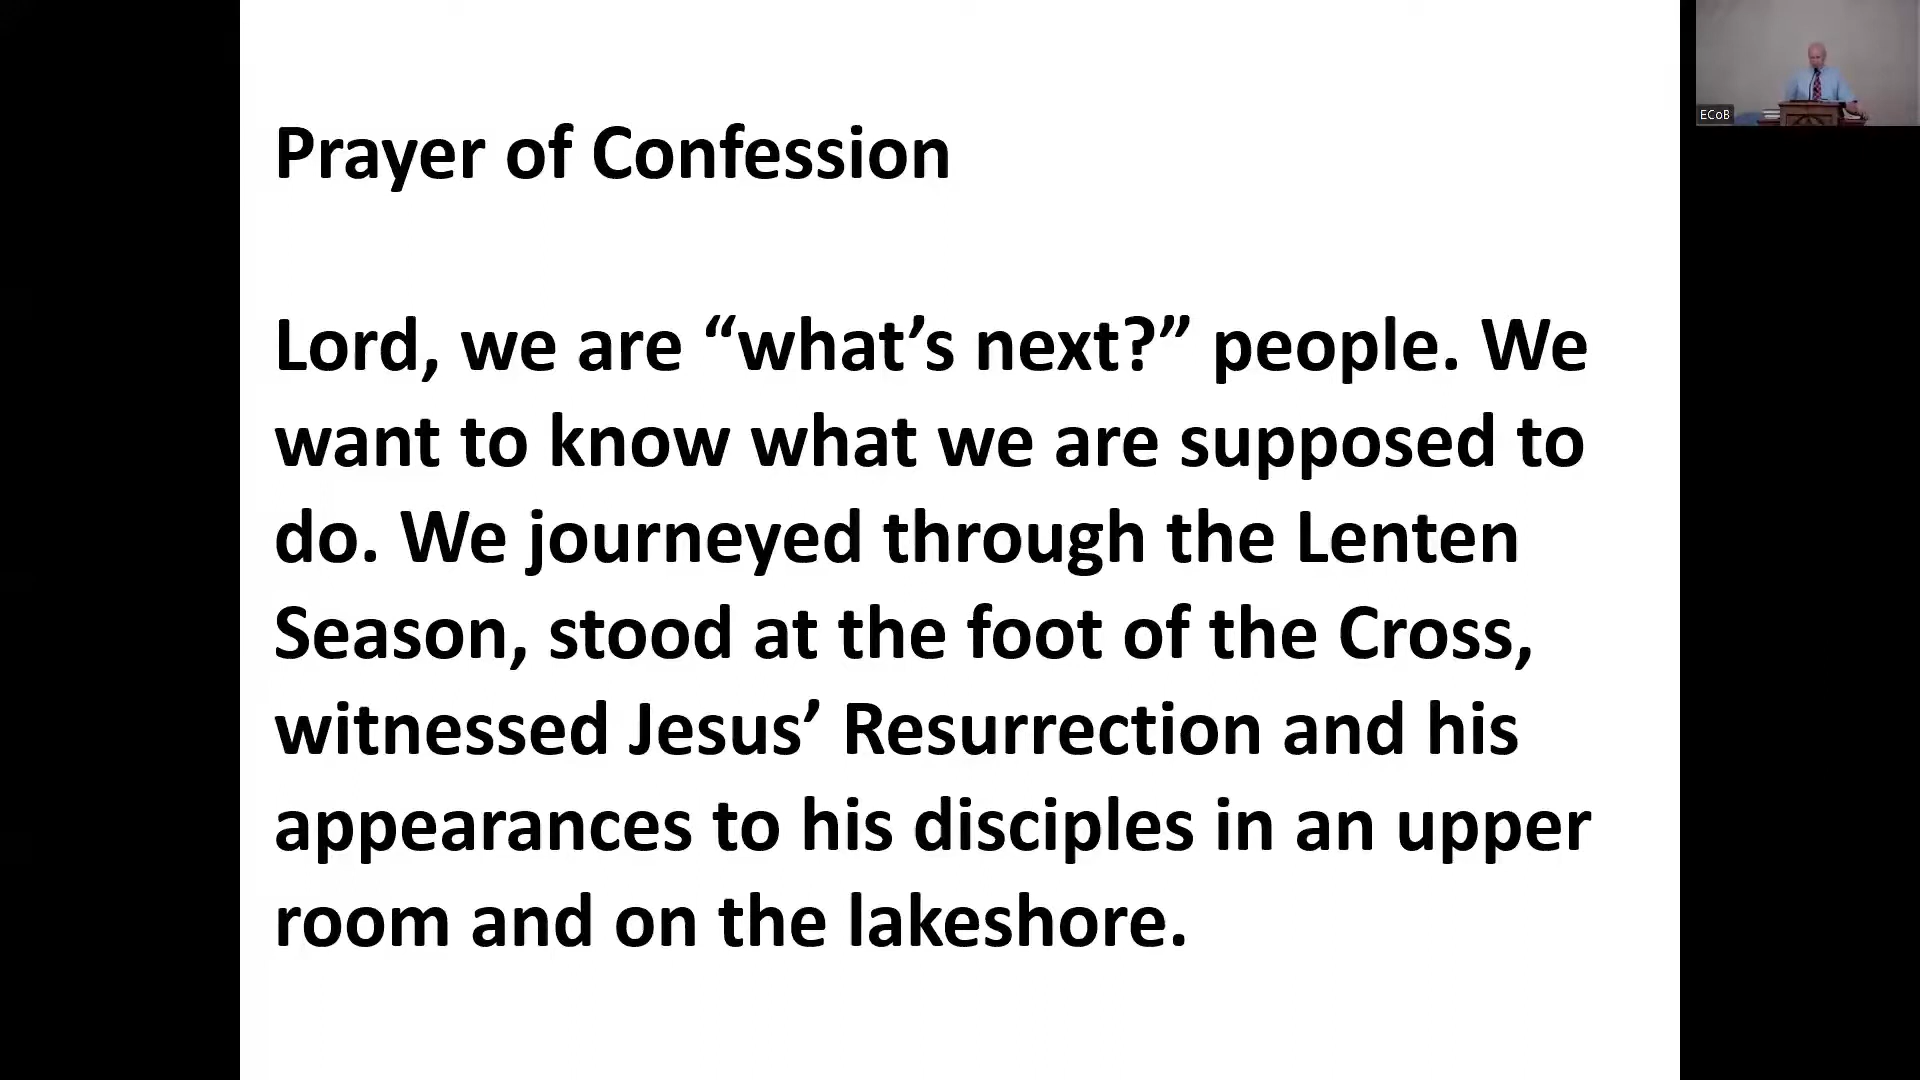 Prayer of Confession
Lord, we are “what’s next?” people. We
want to know what we are supposed to
do. We journeyed through the Lenten
Season, stood at the foot of the Cross,
witnessed Jesus’ Resurrection and his
appearances to his disciples in an upper
room and on the lakeshore.
ECoB